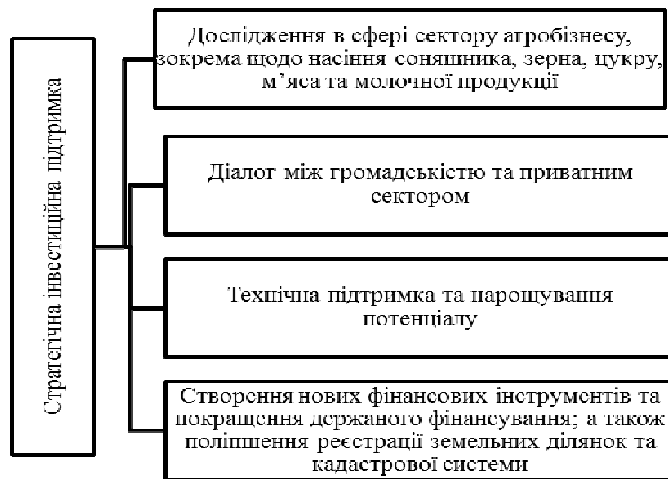 Стратегічна інвестиційна підтримка
Дослідження в сфері сектору агробізнесу,
зокрема щодо насіння соняшника, зерна, цукру,
м’яса та молочної продукції
Діалог між громадськістю та приватним
сектором
Технічна підтримка та нарощування
потенціалу
Створення нових фінансових інструментів та
покращення держаного фінансування; а також
поліпшення реєстрації земельних ділянок та
кадастрової системи